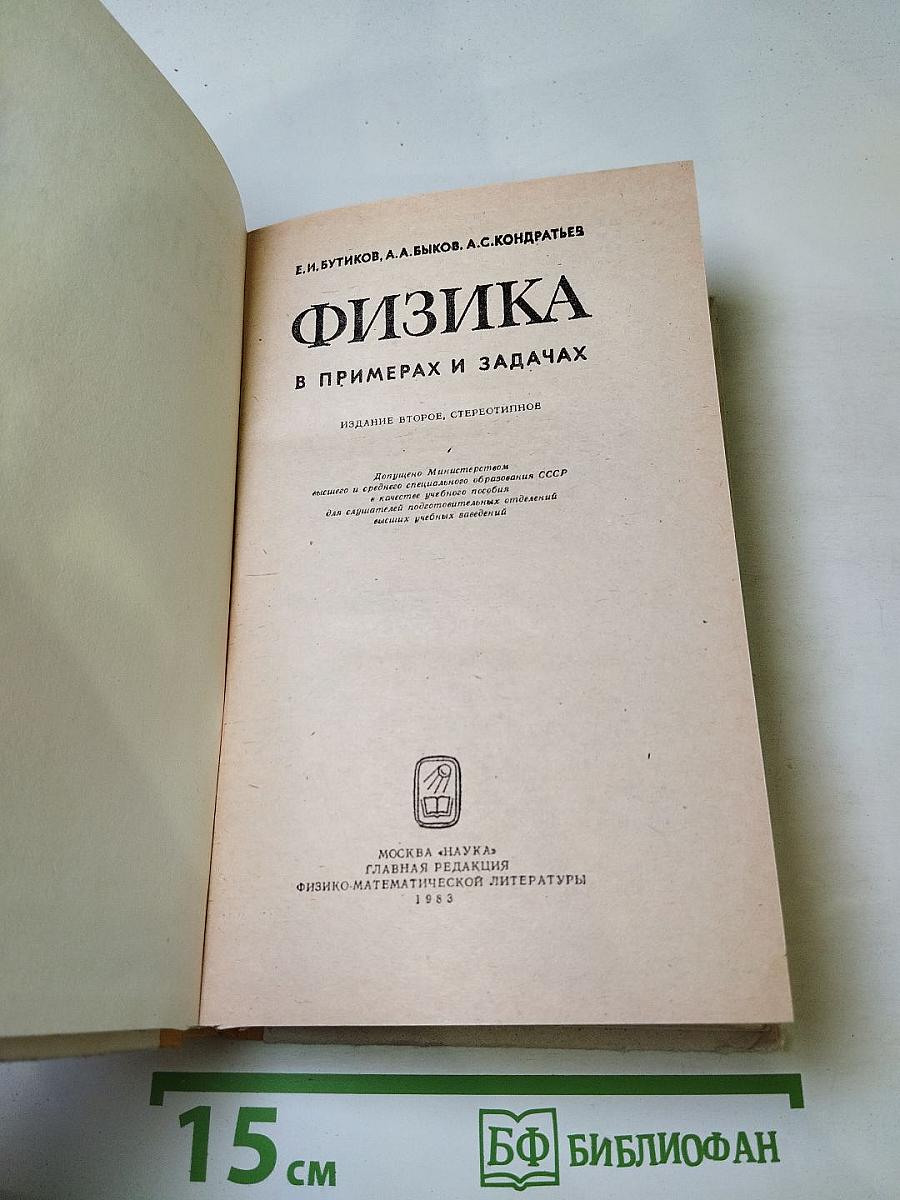 Е.И.БУТИКОВ, А.А.БЫКОВ, А.С.КОНДРАТЬЕВ
ФИЗИКА
В ПРИМЕРАХ И ЗАДАЧАХ
ИЗДАНИЕ ВТОРОЕ, СТЕРЕОТИПНОЕ
Допущено Министерством
высшего и среднего специального образования СССР
в качестве учебного пособия
для слушателей подготовительных отделений
высших учебных заведений
МОСКВА «НАУКА»
ГЛАВНАЯ РЕДАКЦИЯ
ФИЗИКО-МАТЕМАТИЧЕСКОЙ ЛИТЕРАТУРЫ
1983
15 см
БФ БИБЛИОФАН